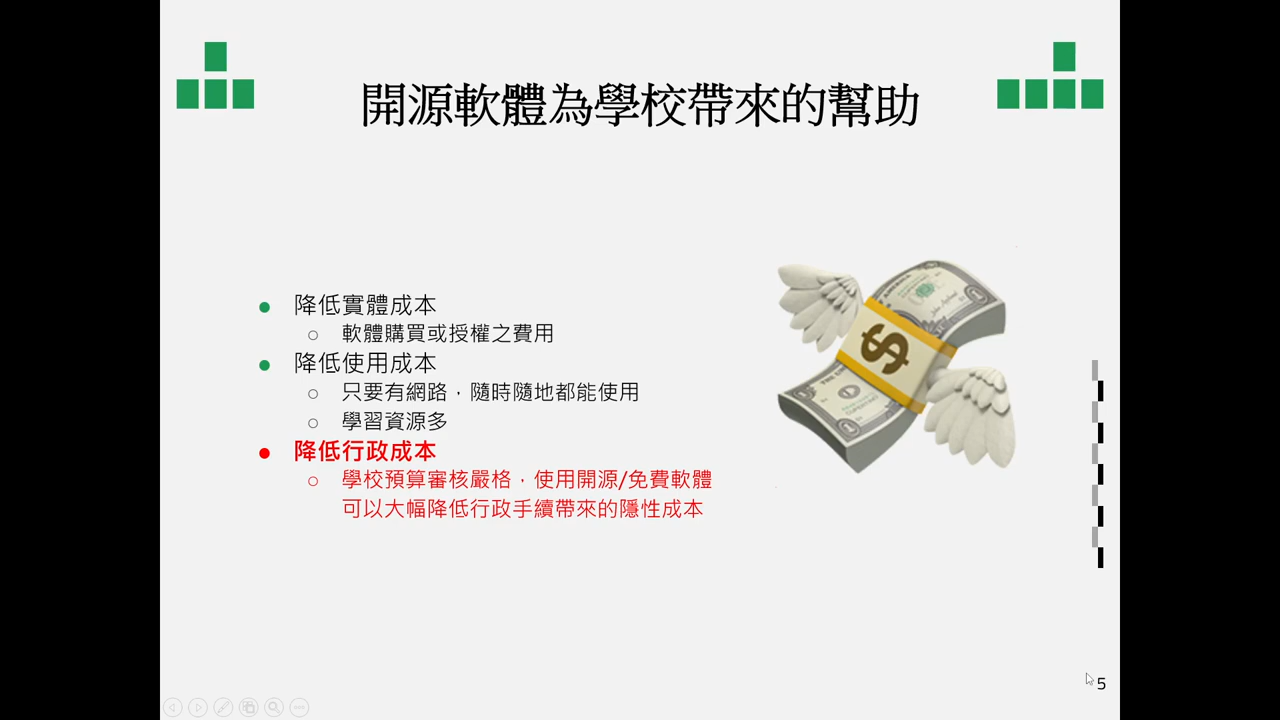 開源軟體為學校帶來的幫助
● 降低實體成本
○ 軟體購買或授權之費用
● 降低使用成本
○ 只要有網路，隨時隨地都能使用
○ 學習資源多
● 降低行政成本
○ 學校預算審核嚴格，使用開源/免費軟體
可以大幅降低行政手續帶來的隱性成本
$
5